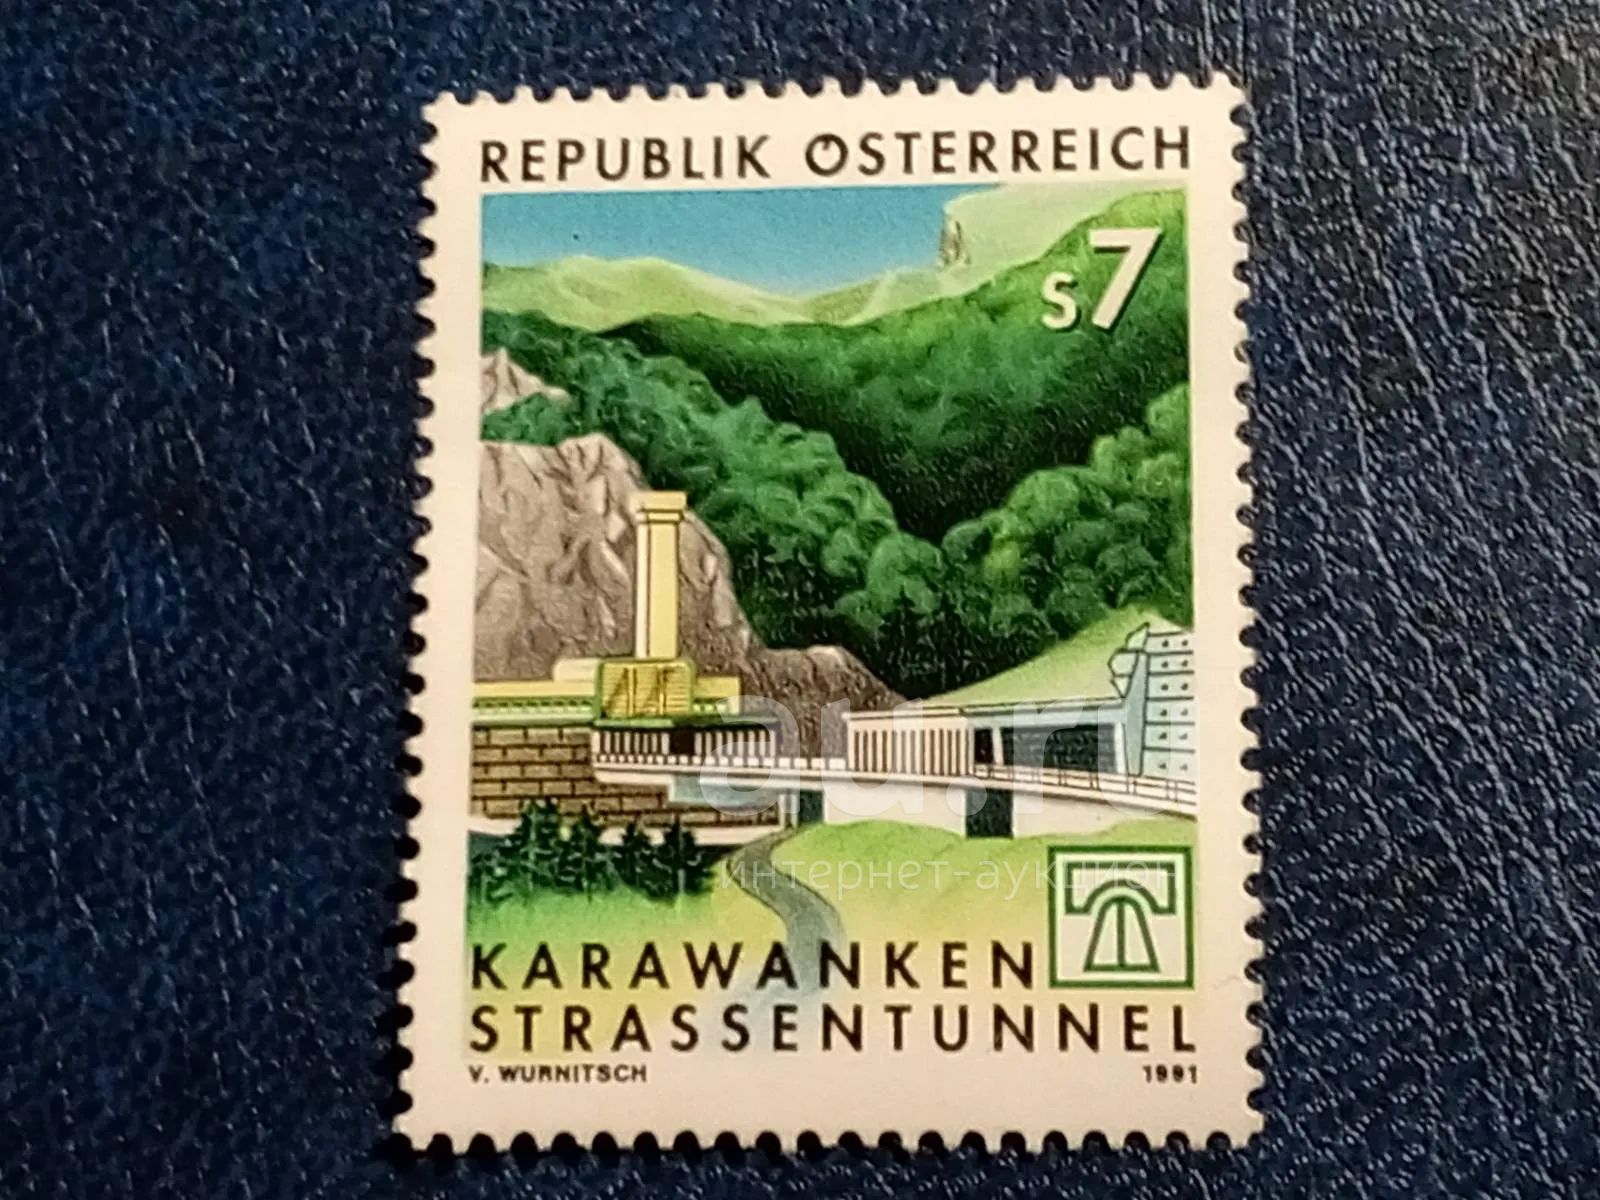 REPUBLIK ÖSTERREICH
S7
au.ru
интернет-аукцион
KARAWANKEN
STRASSENTUNNEL
V. WURNITSCH 1991